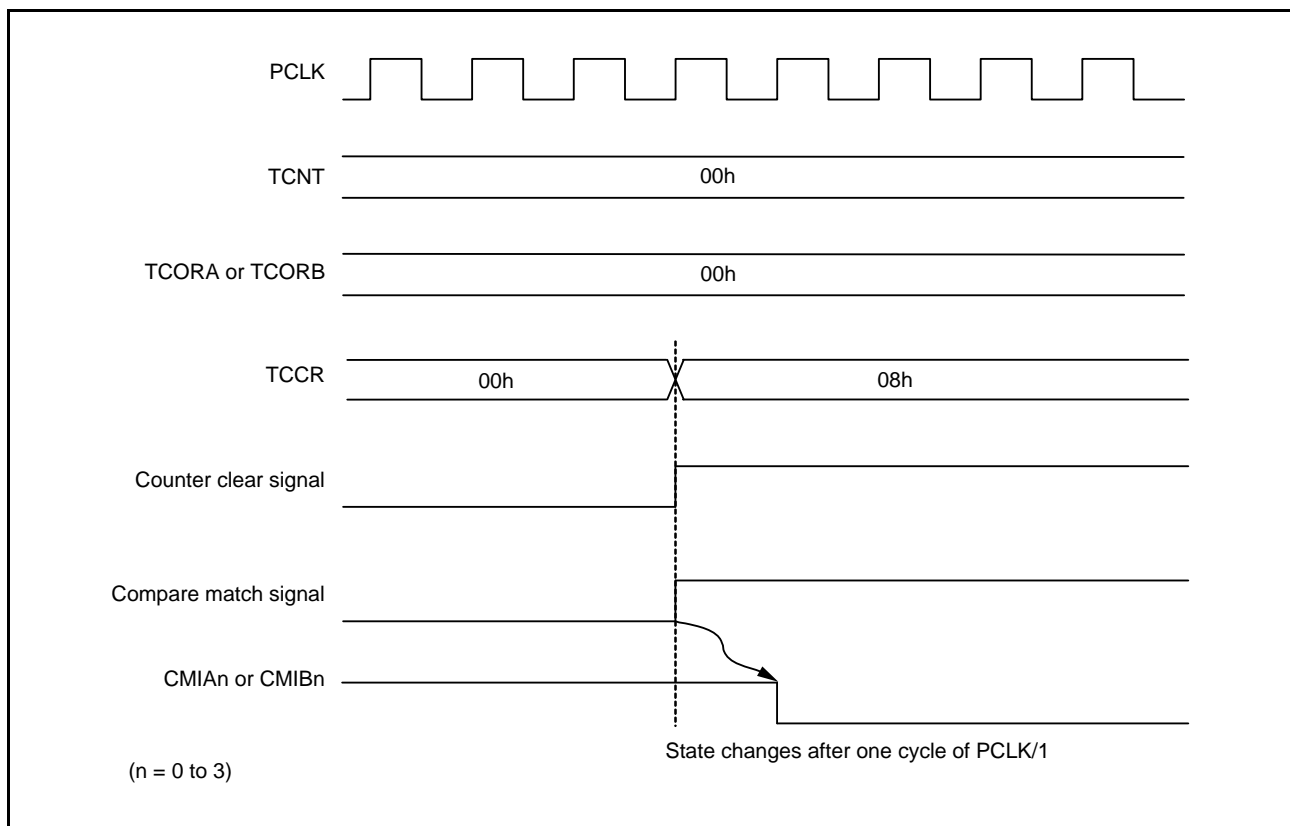 PCLK
TCNT
00h
TCORA or TCORB
00h
TCCR
00h
08h
Counter clear signal
Compare match signal
CMIAn or CMIBn
State changes after one cycle of PCLK/1
(n = 0 to 3)